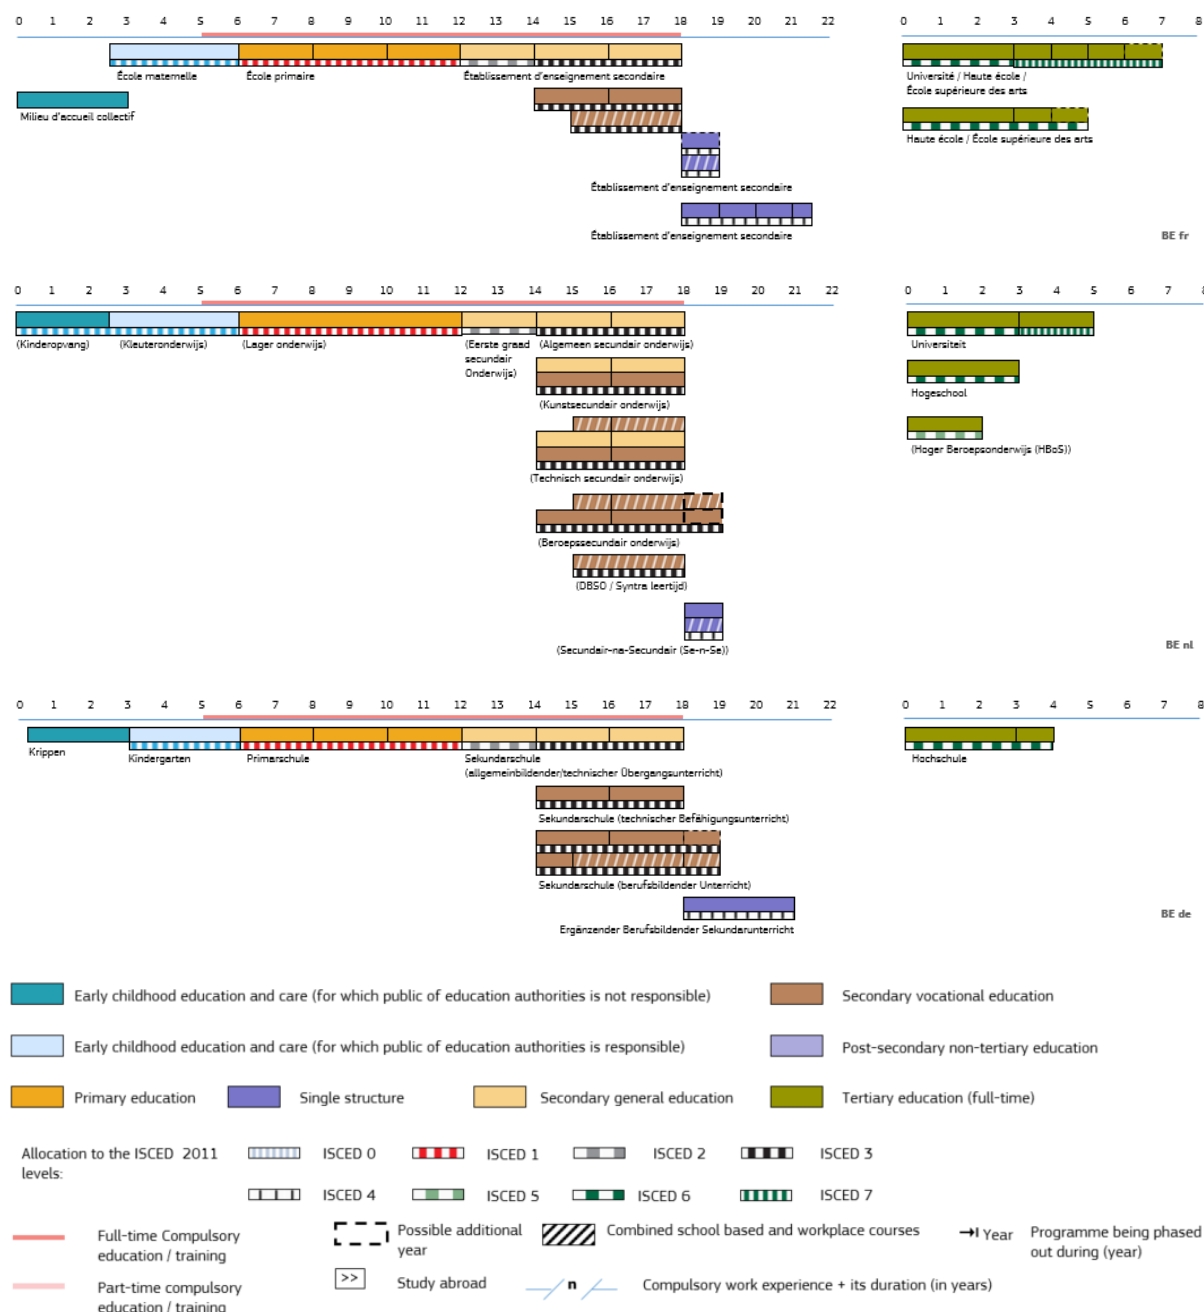 0 1 2 3 4 5 6 7 8 9 10 11 12 13 14 15 16 17 18 19 20 21 22
0 1 2 3 4 5 6 7 8
École maternelle
École primaire
Établissement d'enseignement secondaire
Université / Haute école /
École supérieure des arts
Milieu d'accueil collectif
Haute école / École supérieure des arts
Établissement d'enseignement secondaire
Établissement d'enseignement secondaire
BE fr
0 1 2 3 4 5 6 7 8 9 10 11 12 13 14 15 16 17 18 19 20 21 22
0 1 2 3 4 5 6 7 8
(Kinderopvang)
(Kleuteronderwijs)
(Lager onderwijs)
(Eerste graad
secundair
Onderwijs)
(Algemeen secundair onderwijs)
Universiteit
Hogeschool
(Kunstsecundair onderwijs)
(Hoger Beroepsonderwijs (HBoS))
(Technisch secundair onderwijs)
(Beroepssecundair onderwijs)
(DBSO / Syntra leertijd)
(Secundair-na-Secundair (Se-n-Se))
BE nl
0 1 2 3 4 5 6 7 8 9 10 11 12 13 14 15 16 17 18 19 20 21 22
0 1 2 3 4 5 6 7 8
Krippen
Kindergarten
Primarschule
Sekundarschule
(allgemeinbildender/technischer Übergangsunterricht)
Hochschule
Sekundarschule (technischer Befähigungsunterricht)
Sekundarschule (berufsbildender Unterricht)
Ergänzender Berufsbildender Sekundarunterricht
BE de
Early childhood education and care (for which public of education authorities is not responsible)
Secondary vocational education
Early childhood education and care (for which public of education authorities is responsible)
Post-secondary non-tertiary education
Primary education
Single structure
Secondary general education
Tertiary education (full-time)
Allocation to the ISCED 2011
levels:
ISCED 0
ISCED 1
ISCED 2
ISCED 3
ISCED 4
ISCED 5
ISCED 6
ISCED 7
Full-time Compulsory
education / training
Possible additional
year
Combined school based and workplace courses
Year
Programme being phased
out during (year)
Part-time compulsory
education / training
>>
Study abroad
n
Compulsory work experience + its duration (in years)